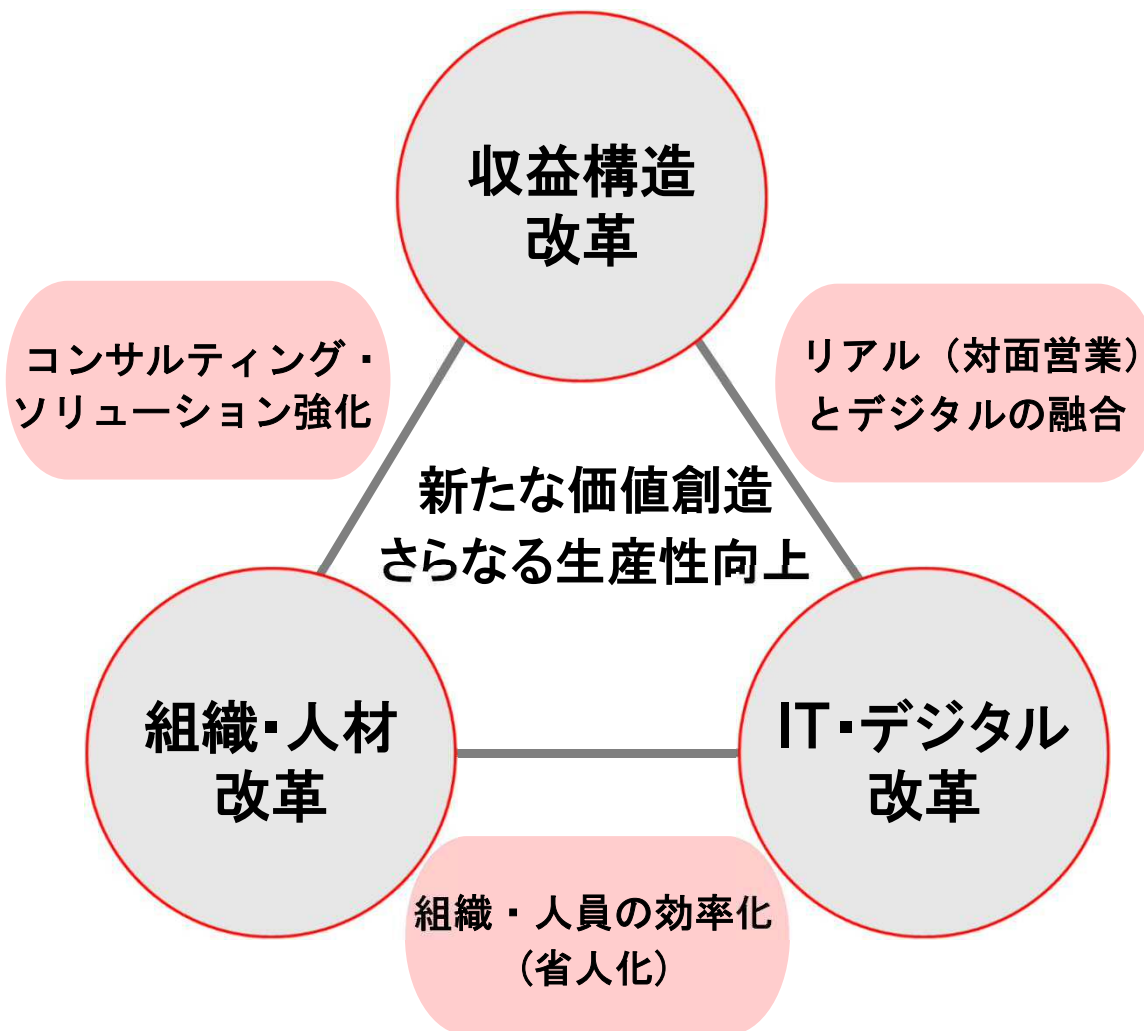 収益構造
改革
コンサルティング・
ソリューション強化
リアル（対面営業）
とデジタルの融合
新たな価値創造
さらなる生産性向上
組織・人材
改革
IT・デジタル
改革
組織・人員の効率化
（省人化）